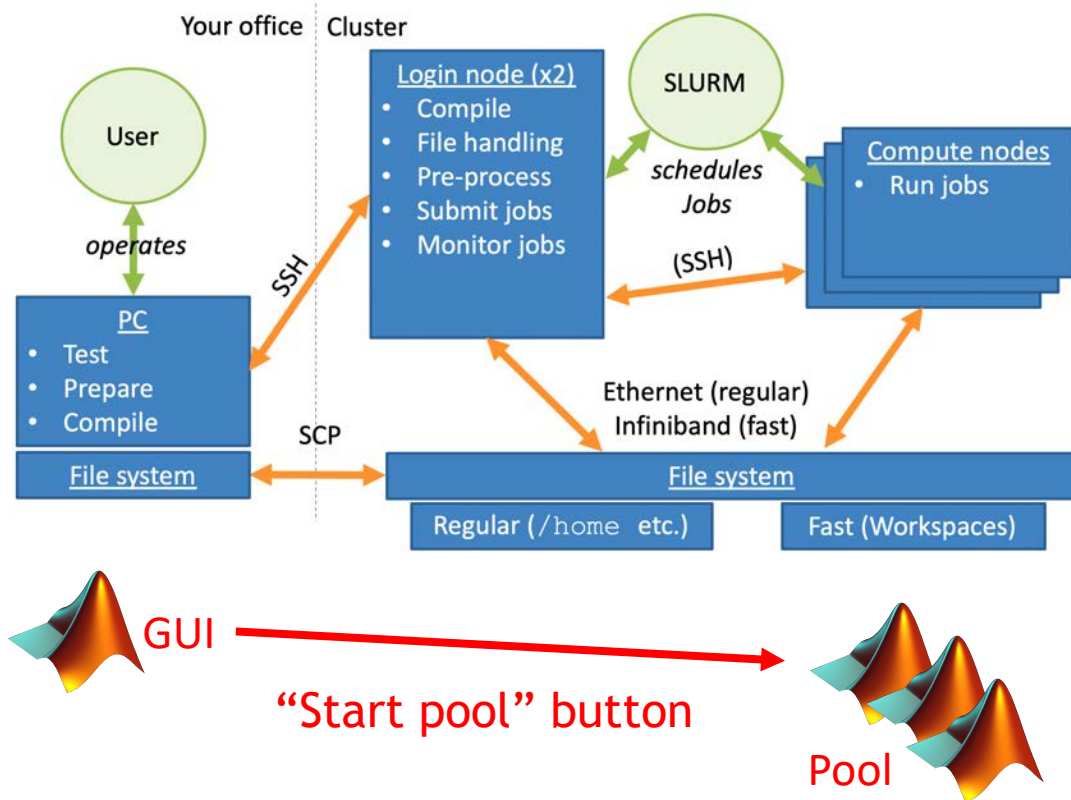 Your office
Cluster
User
operates
PC
• Test
• Prepare
• Compile
File system
SSH
SCP
Login node (x2)
• Compile
• File handling
• Pre-process
• Submit jobs
• Monitor jobs
SLURM
schedules
Jobs
Compute nodes
• Run jobs
(SSH)
Ethernet (regular)
Infiniband (fast)
File system
Regular (/home etc.)
Fast (Workspaces)
GUI
“Start pool” button
Pool